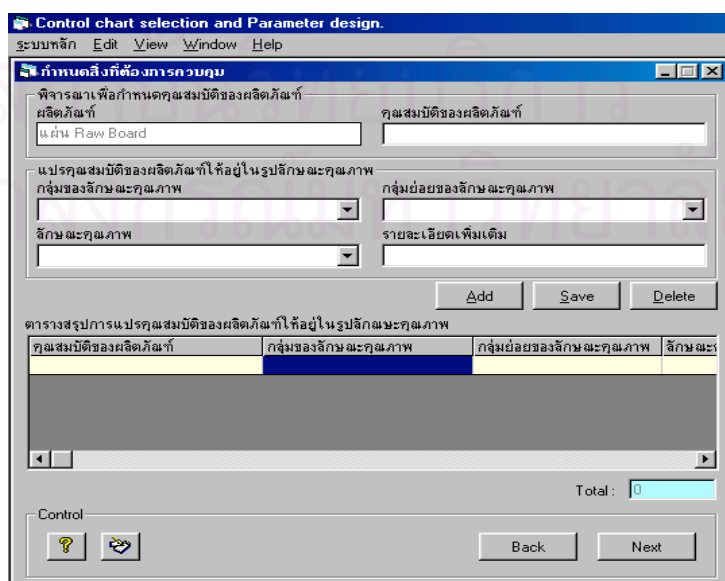 Control chart selection and Parameter design.
ระบบหลัก Edit View Window Help
กำหนดสิ่งที่ต้องการควบคุม
พิจารณาเพื่อกำหนดคุณสมบัติของผลิตภัณฑ์
ผลิตภัณฑ์ คุณสมบัติของผลิตภัณฑ์
แผ่น Raw Board
แปรคุณสมบัติของผลิตภัณฑ์ให้อยู่ในรูปลักษณะคุณภาพ
กลุ่มของลักษณะคุณภาพ กลุ่มย่อยของลักษณะคุณภาพ
ลักษณะคุณภาพ รายละเอียดเพิ่มเติม
Add Save Delete
ตารางสรุปการแปรคุณสมบัติของผลิตภัณฑ์ให้อยู่ในรูปลักษณะคุณภาพ
คุณสมบัติของผลิตภัณฑ์ กลุ่มของลักษณะคุณภาพ กลุ่มย่อยของลักษณะคุณภาพ ลักษณะ
Total : 0
Control
Back Next